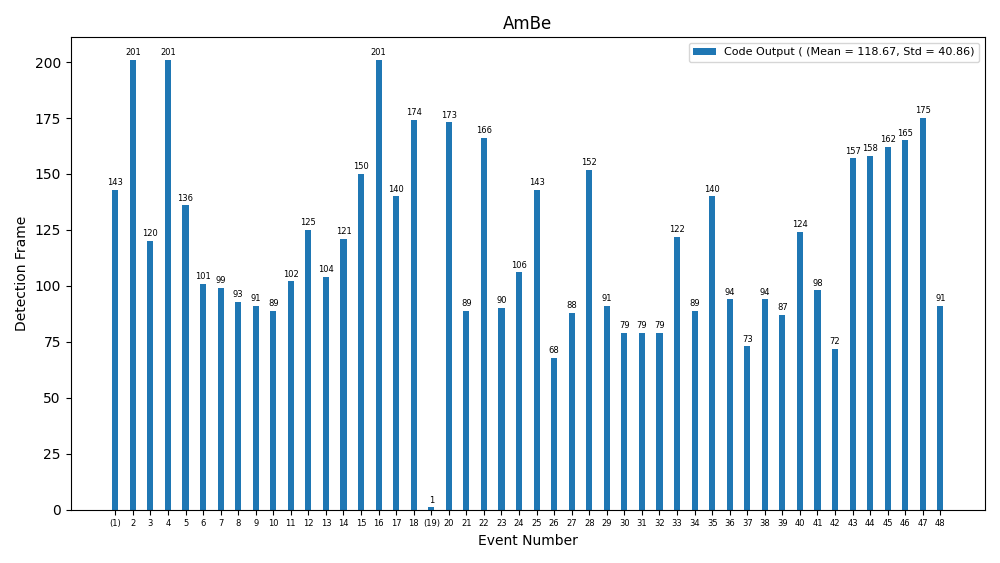 AmBe
Code Output ( (Mean = 118.67, Std = 40.86)
Detection Frame
200
175
150
125
100
75
50
25
0
143 201 120 201 136 101 99 93 91 89 102 125 104 121 150 201 140 174 1 173 89 166 90 106 143 68 88 152 91 79 79 79 122 89 140 94 73 94 87 124 98 72 157 158 162 165 175 91
(1) 2 3 4 5 6 7 8 9 10 11 12 13 14 15 16 17 18 (19) 20 21 22 23 24 25 26 27 28 29 30 31 32 33 34 35 36 37 38 39 40 41 42 43 44 45 46 47 48
Event Number